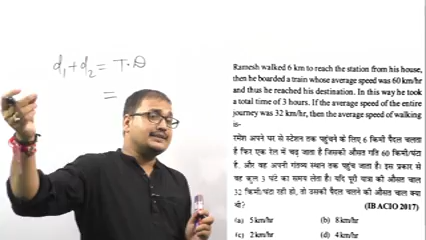 d₁+d₂ = T·D
=
Ramesh walked 6 km to reach the station from his house,
then he boarded a train whose average speed was 60 km/hr
and thus he reached his destination. In this way he took
a total time of 3 hours. If the average speed of the entire
journey was 32 km/hr, then the average speed of walking
is-
रमेश अपने घर से स्टेशन तक पहुंचने के लिए 6 किमी पैदल चलता
है फिर एक रेल में चढ़ जाता है जिसकी औसत गति 60 किमी/घंटा
है. और वह अपनी गंतव्य स्थान तक पहुंच जाता है। इस प्रकार से
वह कुल 3 घंटे का समय लेता है। यदि पूरी यात्रा की औसत चाल
32 किमी/घंटा रही हो, तो उसकी पैदल चलने की औसत चाल क्या
थी?
(IB ACIO 2017)
(a) 5 km/hr (b) 8 km/hr
(c) 2 km/hr (d) 4 km/hr